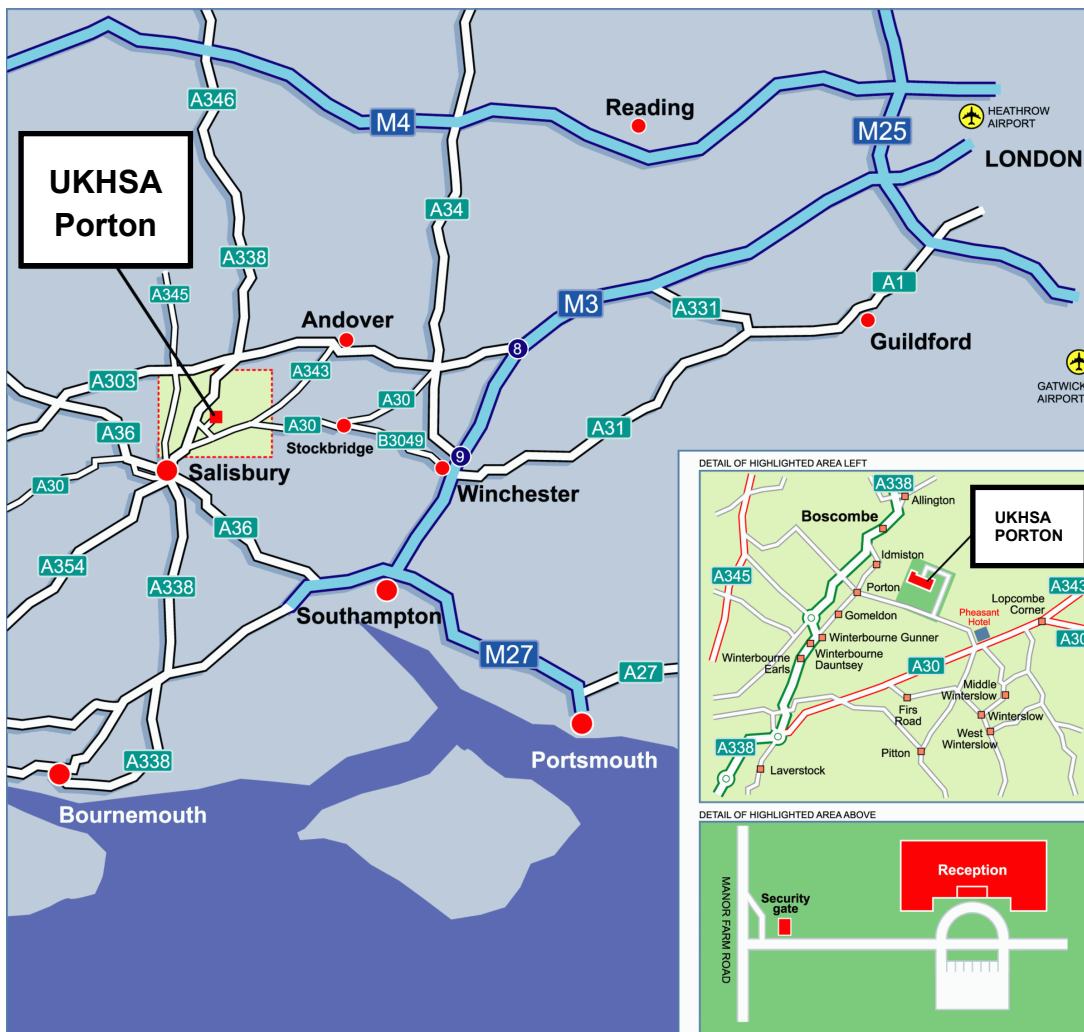 A346
M4
Reading
M25
HEATHROW
AIRPORT
LONDON
UKHSA
Porton
A34
A338
A345
M3
A331
A1
Guildford
Andover
8
GATWICK
AIRPORT
A303
A343
A30
A36
A30
Stockbridge
B3049
A31
9
Salisbury
Winchester
A30
A36
A354
A338
Southampton
M27
A27
Portsmouth
A338
Bournemouth
DETAIL OF HIGHLIGHTED AREA LEFT
A338
Allington
Boscombe
UKHSA
PORTON
Idmiston
A345
Porton
A343
Lopcombe
Corner
Pheasant
Hotel
Gomeldon
A30
Winterbourne Gunner
Winterbourne
Earls
Winterbourne
Dauntsey
A30
Middle
Winterslow
Firs
Road
Winterslow
West
Winterslow
A338
Pitton
Laverstock
DETAIL OF HIGHLIGHTED AREA ABOVE
MANOR FARM ROAD
Security
gate
Reception